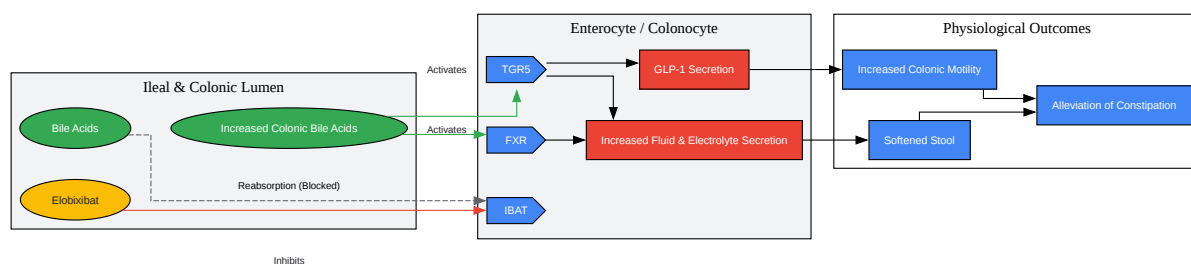 Ileal & Colonic Lumen
Bile Acids
Increased Colonic Bile Acids
Elobixibat
Reabsorption (Blocked)
Inhibits
Activates
Activates
Enterocyte / Colonocyte
TGR5
GLP-1 Secretion
FXR
Increased Fluid & Electrolyte Secretion
IBAT
Physiological Outcomes
Increased Colonic Motility
Alleviation of Constipation
Softened Stool